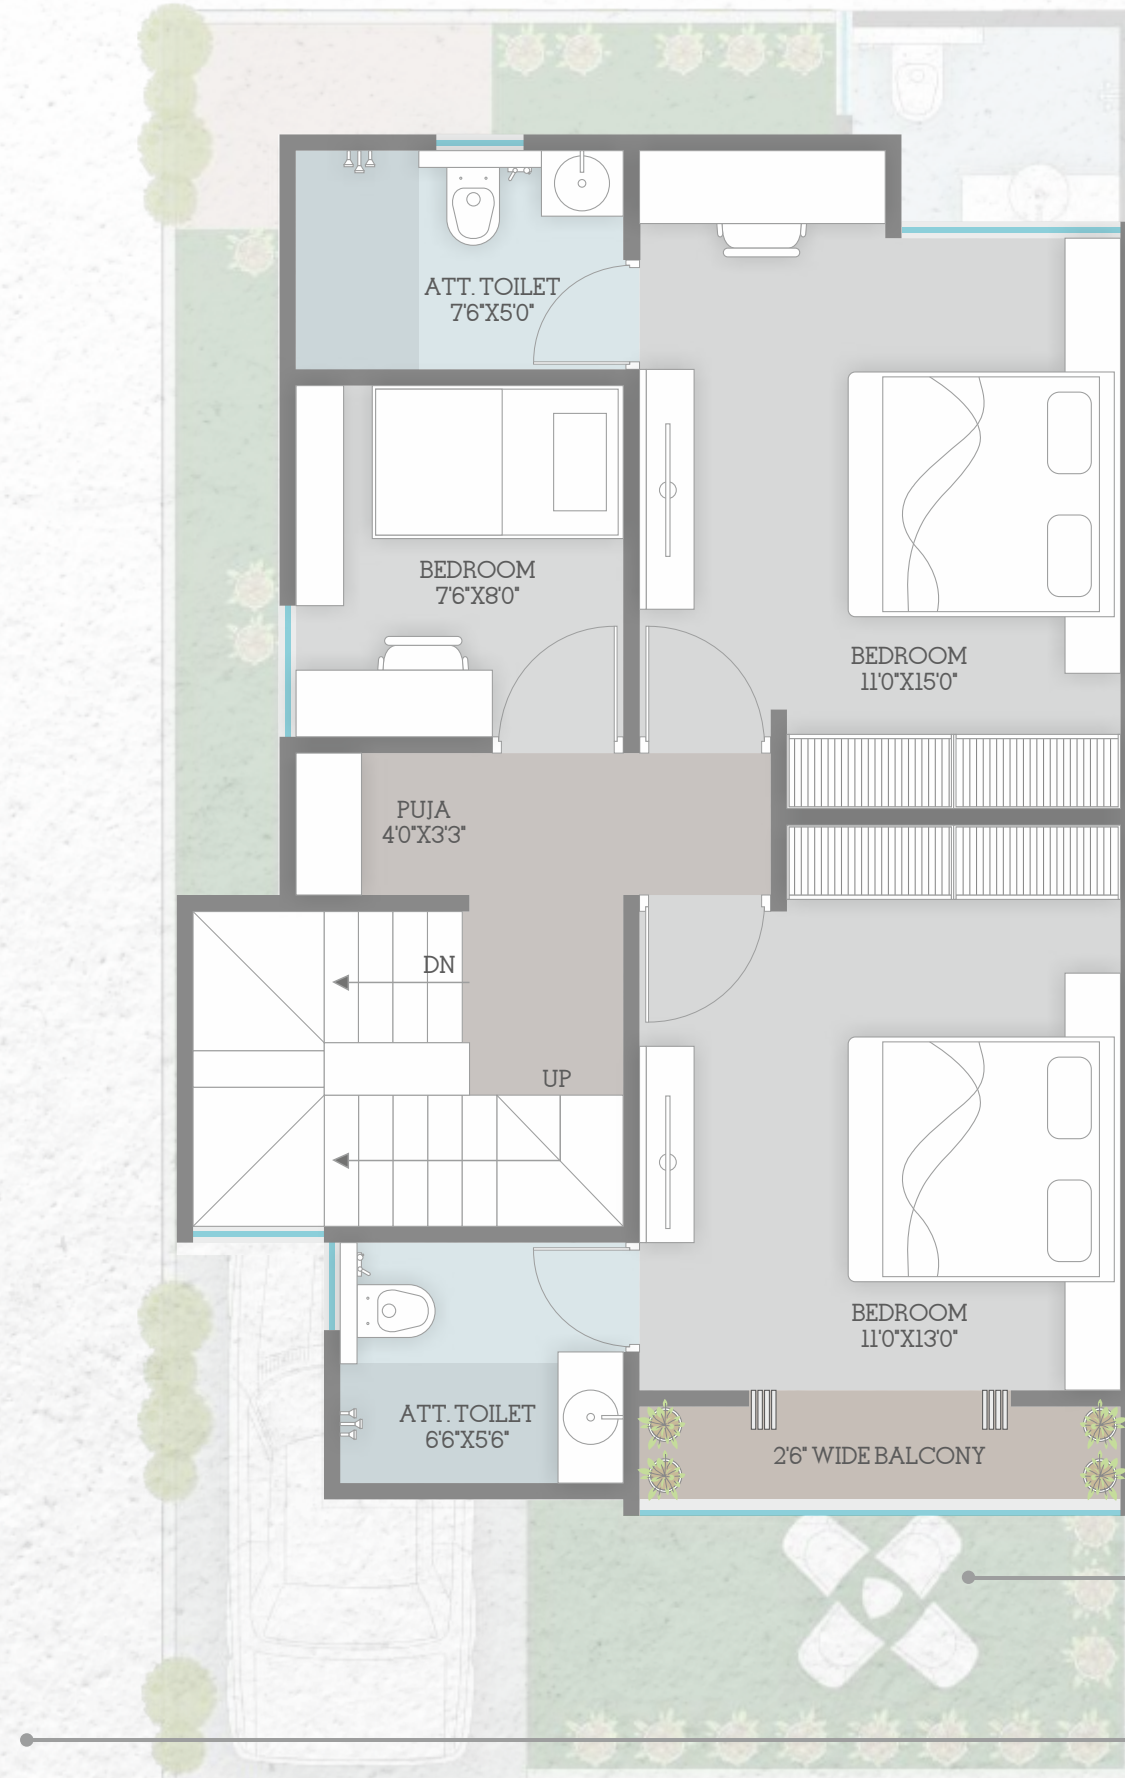 ATT. TOILET
7'6"X5'0"
BEDROOM
7'6"X8'0"
BEDROOM
11'0"X15'0"
PUJA
4'0"X3'3"
DN
UP
BEDROOM
11'0"X13'0"
ATT. TOILET
6'6"X5'6"
2'6" WIDE BALCONY